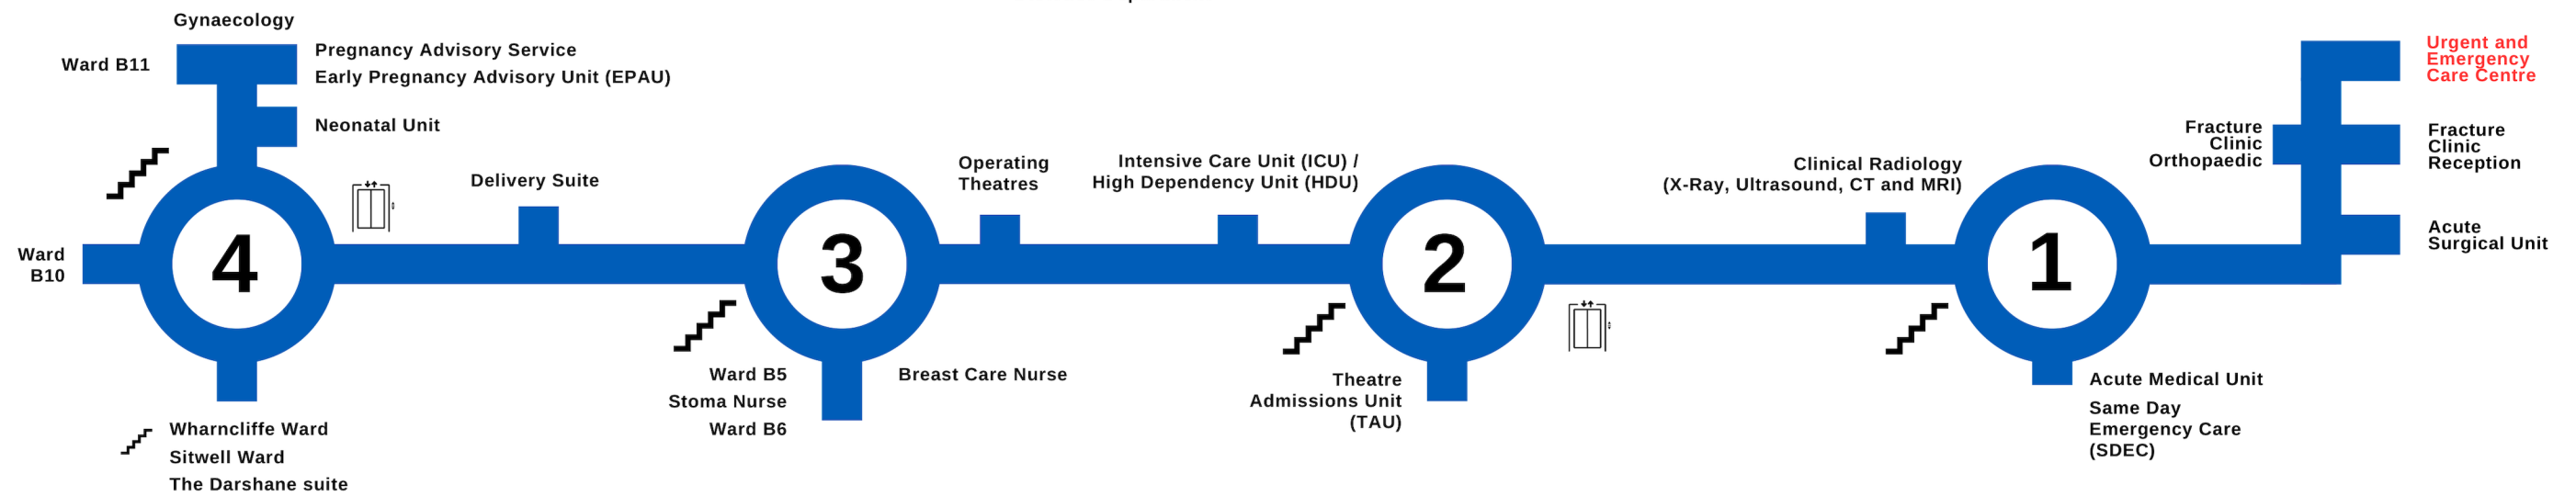 Gynaecology
Ward B11
Pregnancy Advisory Service
Early Pregnancy Advisory Unit (EPAU)
Neonatal Unit
Ward
B10
4
Wharncliffe Ward
Sitwell Ward
The Darshane suite
Delivery Suite
3
Ward B5
Stoma Nurse
Ward B6
Breast Care Nurse
Operating
Theatres
Intensive Care Unit (ICU) /
High Dependency Unit (HDU)
2
Theatre
Admissions Unit
(TAU)
Clinical Radiology
(X-Ray, Ultrasound, CT and MRI)
1
Acute Medical Unit
Same Day
Emergency Care
(SDEC)
Urgent and
Emergency
Care Centre
Fracture
Clinic
Orthopaedic
Fracture
Clinic
Reception
Acute
Surgical Unit